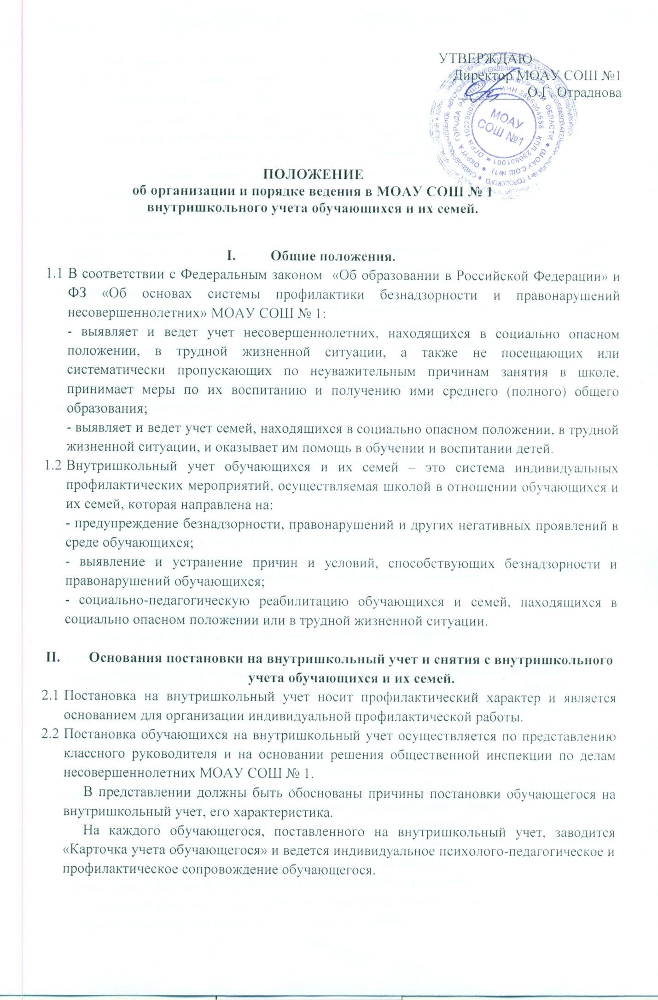 УТВЕРЖДАЮ
Директор МОАУ СОШ №1
__________ О.Г. Отраднова
МОАУ
СОШ №1
ИНН 2806004558 КПП 280601001
ПОЛОЖЕНИЕ
об организации и порядке ведения в МОАУ СОШ № 1
внутришкольного учета обучающихся и их семей.
I. Общие положения.
1.1 В соответствии с Федеральным законом «Об образовании в Российской Федерации» и
ФЗ «Об основах системы профилактики безнадзорности и правонарушений
несовершеннолетних» МОАУ СОШ № 1:
- выявляет и ведет учет несовершеннолетних, находящихся в социально опасном
положении, в трудной жизненной ситуации, а также не посещающих или
систематически пропускающих по неуважительным причинам занятия в школе,
принимает меры по их воспитанию и получению ими среднего (полного) общего
образования;
- выявляет и ведет учет семей, находящихся в социально опасном положении, в трудной
жизненной ситуации, и оказывает им помощь в обучении и воспитании детей.
1.2 Внутришкольный учет обучающихся и их семей – это система индивидуальных
профилактических мероприятий, осуществляемая школой в отношении обучающихся и
их семей, которая направлена на:
- предупреждение безнадзорности, правонарушений и других негативных проявлений в
среде обучающихся;
- выявление и устранение причин и условий, способствующих безнадзорности и
правонарушений обучающихся;
- социально-педагогическую реабилитацию обучающихся и семей, находящихся в
социально опасном положении или в трудной жизненной ситуации.
II. Основания постановки на внутришкольный учет и снятия с внутришкольного
учета обучающихся и их семей.
2.1 Постановка на внутришкольный учет носит профилактический характер и является
основанием для организации индивидуальной профилактической работы.
2.2 Постановка обучающихся на внутришкольный учет осуществляется по представлению
классного руководителя и на основании решения общественной инспекции по делам
несовершеннолетних МОАУ СОШ № 1.
В представлении должны быть обоснованы причины постановки обучающегося на
внутришкольный учет, его характеристика.
На каждого обучающегося, поставленного на внутришкольный учет, заводится
«Карточка учета обучающегося» и ведется индивидуальное психолого-педагогическое и
профилактическое сопровождение обучающегося.